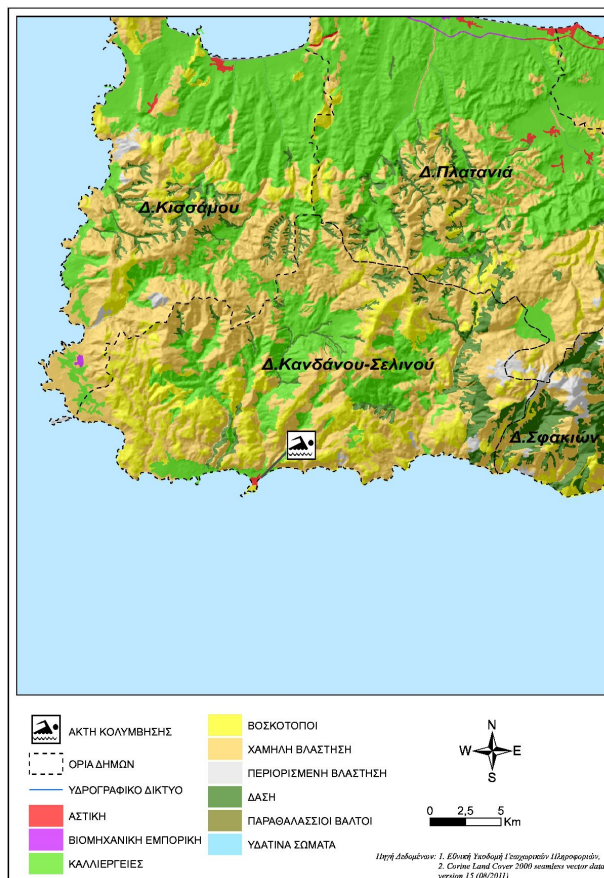 Δ.Πλατανιά
Δ.Κισσάμου
Δ.Κανδάνου-Σελινού
Δ.Σφακιών
ΑΚΤΗ ΚΟΛΥΜΒΗΣΗΣ
ΟΡΙΑ ΔΗΜΩΝ
ΥΔΡΟΓΡΑΦΙΚΟ ΔΙΚΤΥΟ
ΑΣΤΙΚΗ
ΒΙΟΜΗΧΑΝΙΚΗ ΕΜΠΟΡΙΚΗ
ΚΑΛΛΙΕΡΓΕΙΕΣ
ΒΟΣΚΟΤΟΠΟΙ
ΧΑΜΗΛΗ ΒΛΑΣΤΗΣΗ
ΠΕΡΙΟΡΙΣΜΕΝΗ ΒΛΑΣΤΗΣΗ
ΔΑΣΗ
ΠΑΡΑΘΑΛΑΣΣΙΟΙ ΒΑΛΤΟΙ
ΥΔΑΤΙΝΑ ΣΩΜΑΤΑ
N
W E
S
0 2,5 5
Km
Πηγή Δεδομένων: 1. Εθνική Υποδομή Γεωχωρικών Πληροφοριών,
2. Corine Land Cover 2000 seamless vector data
version 15 (08/2011)